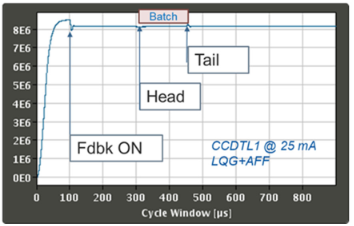 Batch
8E6
7E6
6E6
5E6
4E6
3E6
2E6
1E6
0E0
Tail
Head
Fdbk ON
CCDTL1 @ 25 mA
LQG+AFF
0 100 200 300 400 500 600 700 800
Cycle Window [µs]